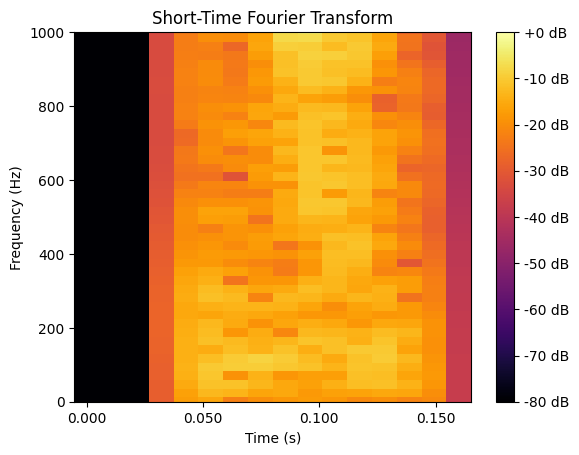 Short-Time Fourier Transform
1000
800
600
400
200
0
Frequency (Hz)
0.000
0.050
0.100
0.150
Time (s)
+0 dB
-10 dB
-20 dB
-30 dB
-40 dB
-50 dB
-60 dB
-70 dB
-80 dB